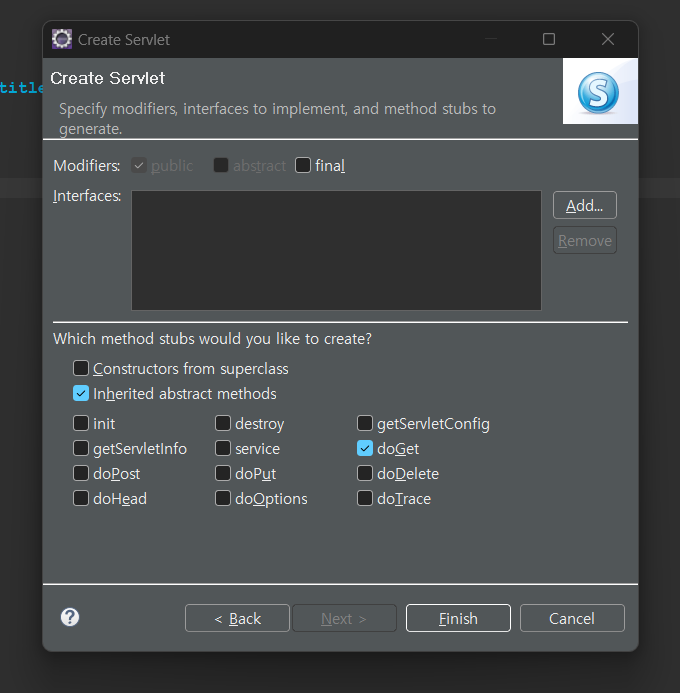 Create Servlet
title
Create Servlet
S
Specify modifiers, interfaces to implement, and method stubs to
generate.
Modifiers: public abstract final
Interfaces:
Add...
Remove
Which method stubs would you like to create?
Constructors from superclass
Inherited abstract methods
init destroy getServletConfig
getServletInfo service doGet
doPost doPut doDelete
doHead doOptions doTrace
? < Back Next > Finish Cancel